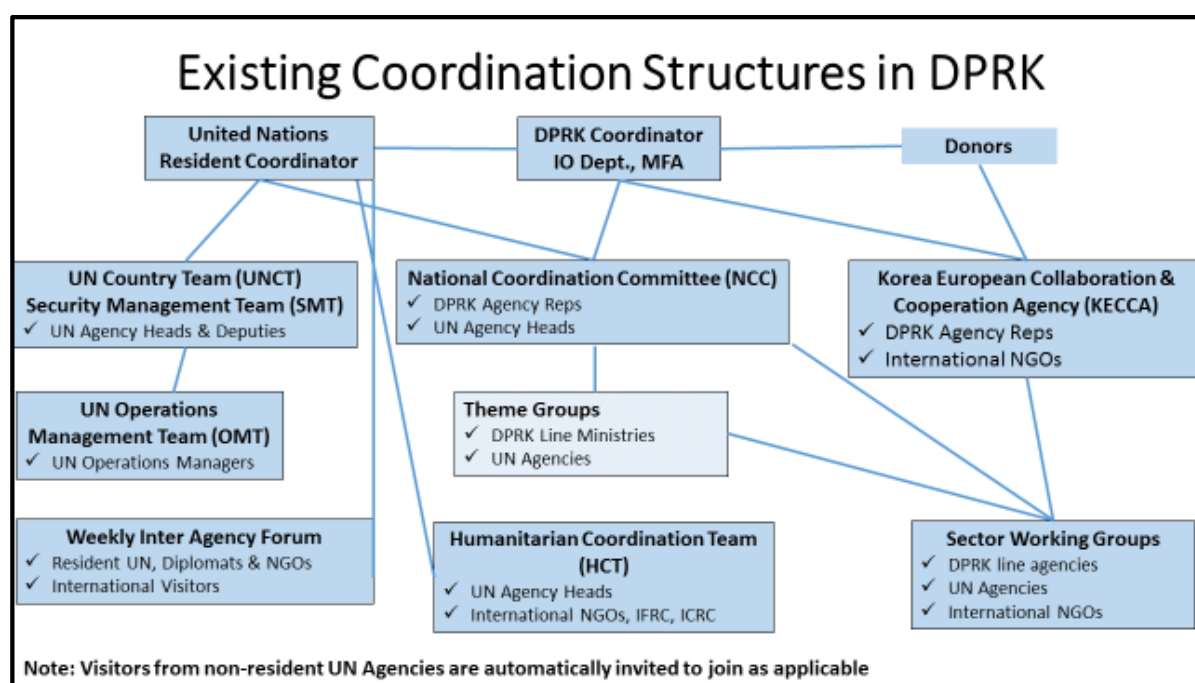 Existing Coordination Structures in DPRK
United Nations
Resident Coordinator
DPRK Coordinator
IO Dept., MFA
Donors
UN Country Team (UNCT)
Security Management Team (SMT)
✓ UN Agency Heads & Deputies
National Coordination Committee (NCC)
✓ DPRK Agency Reps
✓ UN Agency Heads
Korea European Collaboration &
Cooperation Agency (KECCA)
✓ DPRK Agency Reps
✓ International NGOs
UN Operations
Management Team (OMT)
✓ UN Operations Managers
Theme Groups
✓ DPRK Line Ministries
✓ UN Agencies
Weekly Inter Agency Forum
✓ Resident UN, Diplomats & NGOs
✓ International Visitors
Humanitarian Coordination Team
(HCT)
✓ UN Agency Heads
✓ International NGOs, IFRC, ICRC
Sector Working Groups
✓ DPRK line agencies
✓ UN Agencies
✓ International NGOs
Note: Visitors from non-resident UN Agencies are automatically invited to join as applicable